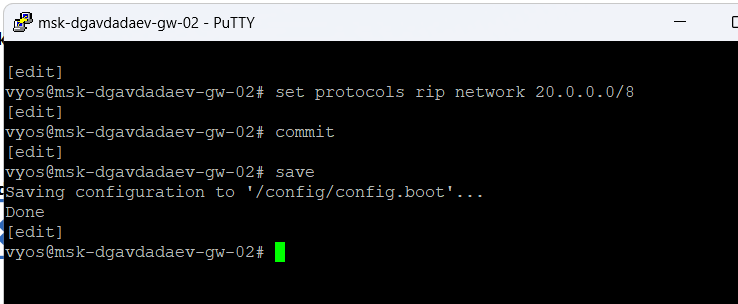 msk-dgavdadaev-gw-02 - PuTTY
[edit]
vyos@msk-dgavdadaev-gw-02# set protocols rip network 20.0.0.0/8
[edit]
vyos@msk-dgavdadaev-gw-02# commit
[edit]
vyos@msk-dgavdadaev-gw-02# save
Saving configuration to '/config/config.boot'...
Done
[edit]
vyos@msk-dgavdadaev-gw-02#